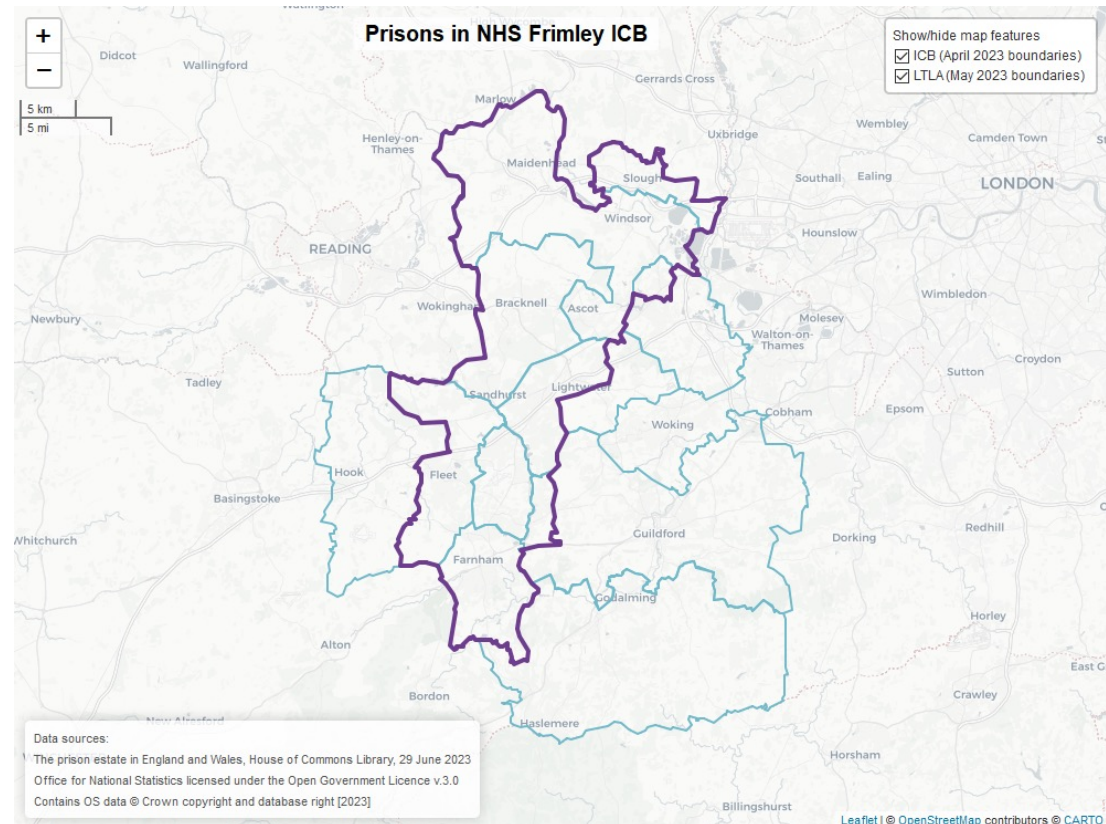 Watlington
Prisons in NHS Frimley ICB
+
−
5 km
5 mi
Show/hide map features
ICB (April 2023 boundaries)
LTLA (May 2023 boundaries)
Didcot
Wallingford
Gerrards Cross
Marlow
Uxbridge
Wembley
Camden Town
Henley-on-
Thames
Maidenhead
Slough
Southall
Ealing
LONDON
Windsor
Hounslow
READING
Wokingham
Bracknell
Ascot
Wimbledon
Newbury
Molesey
Walton-on-
Thames
Croydon
Sutton
Tadley
Sandhurst
Lightwater
Epsom
Cobham
Woking
Hook
Fleet
Basingstoke
Whitchurch
Guildford
Dorking
Redhill
Farnham
Godalming
Horley
Alton
East G
Bordon
Crawley
New Alresford
Haslemere
Horsham
Billingshurst
Data sources:
The prison estate in England and Wales, House of Commons Library, 29 June 2023
Office for National Statistics licensed under the Open Government Licence v.3.0
Contains OS data © Crown copyright and database right [2023]
Leaflet | © OpenStreetMap contributors © CARTO